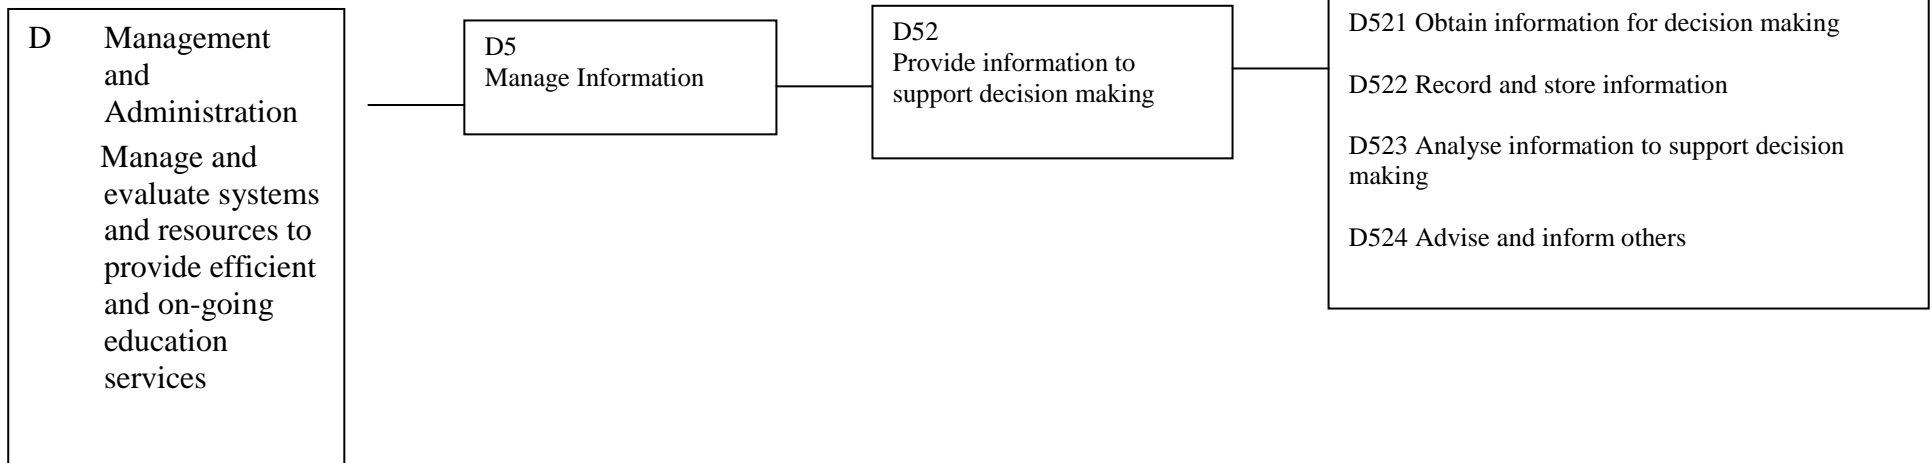 D Management
and
Administration
Manage and
evaluate systems
and resources to
provide efficient
and on-going
education
services
D5
Manage Information
D52
Provide information to
support decision making
D521 Obtain information for decision making
D522 Record and store information
D523 Analyse information to support decision
making
D524 Advise and inform others